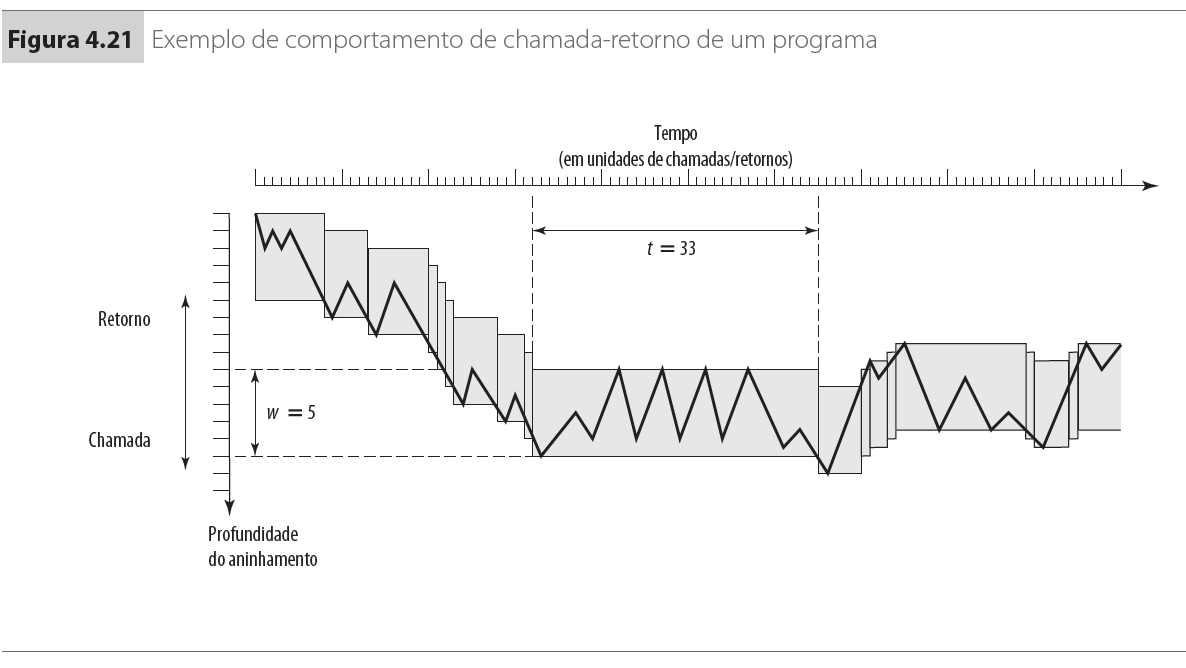 Figura 4.21 Exemplo de comportamento de chamada-retorno de um programa
Tempo
(em unidades de chamadas/retornos)
t = 33
Retorno
w = 5
Chamada
Profundidade
do aninhamento